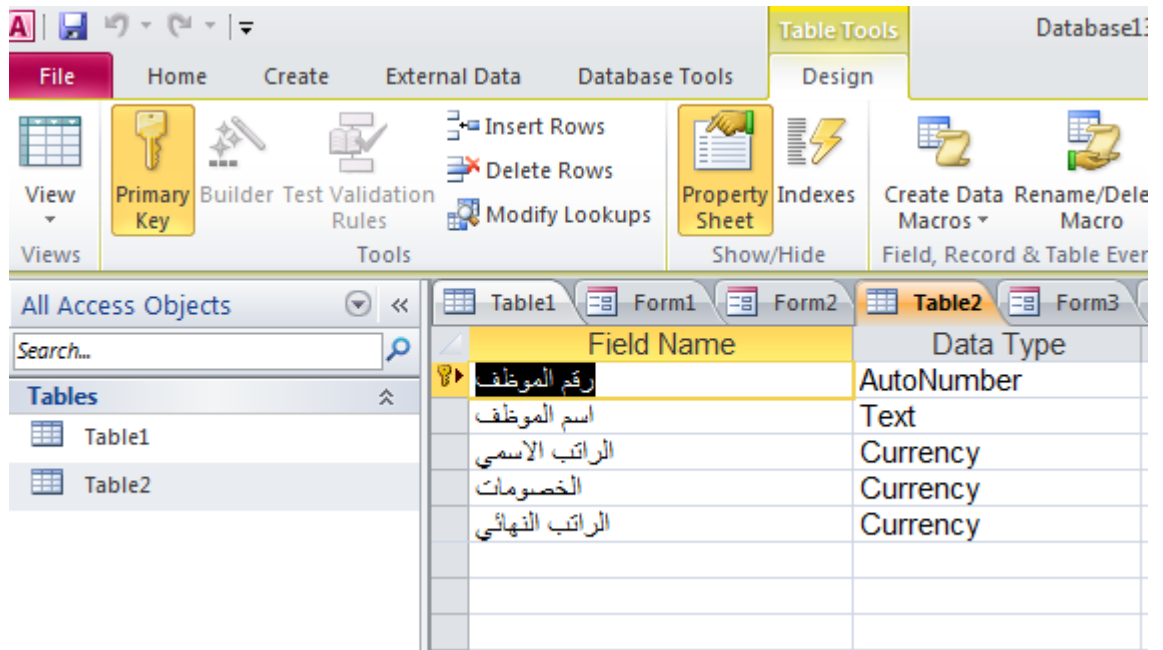 A
Table Tools Database13
File Home Create External Data Database Tools Design
View Primary Key Builder Test Validation Rules Insert Rows Property Sheet Indexes Create Data Macros Rename/Dele Macro
Delete Rows
Modify Lookups
Views Tools Show/Hide Field, Record & Table Ever
All Access Objects Table1 Form1 Form2 Table2 Form3
Search... Field Name Data Type
رقم الموظف AutoNumber
Tables
اسم الموظف Text
Table1 الراتب الاسمي Currency
Table2 الخصومات Currency
الراتب النهائي Currency